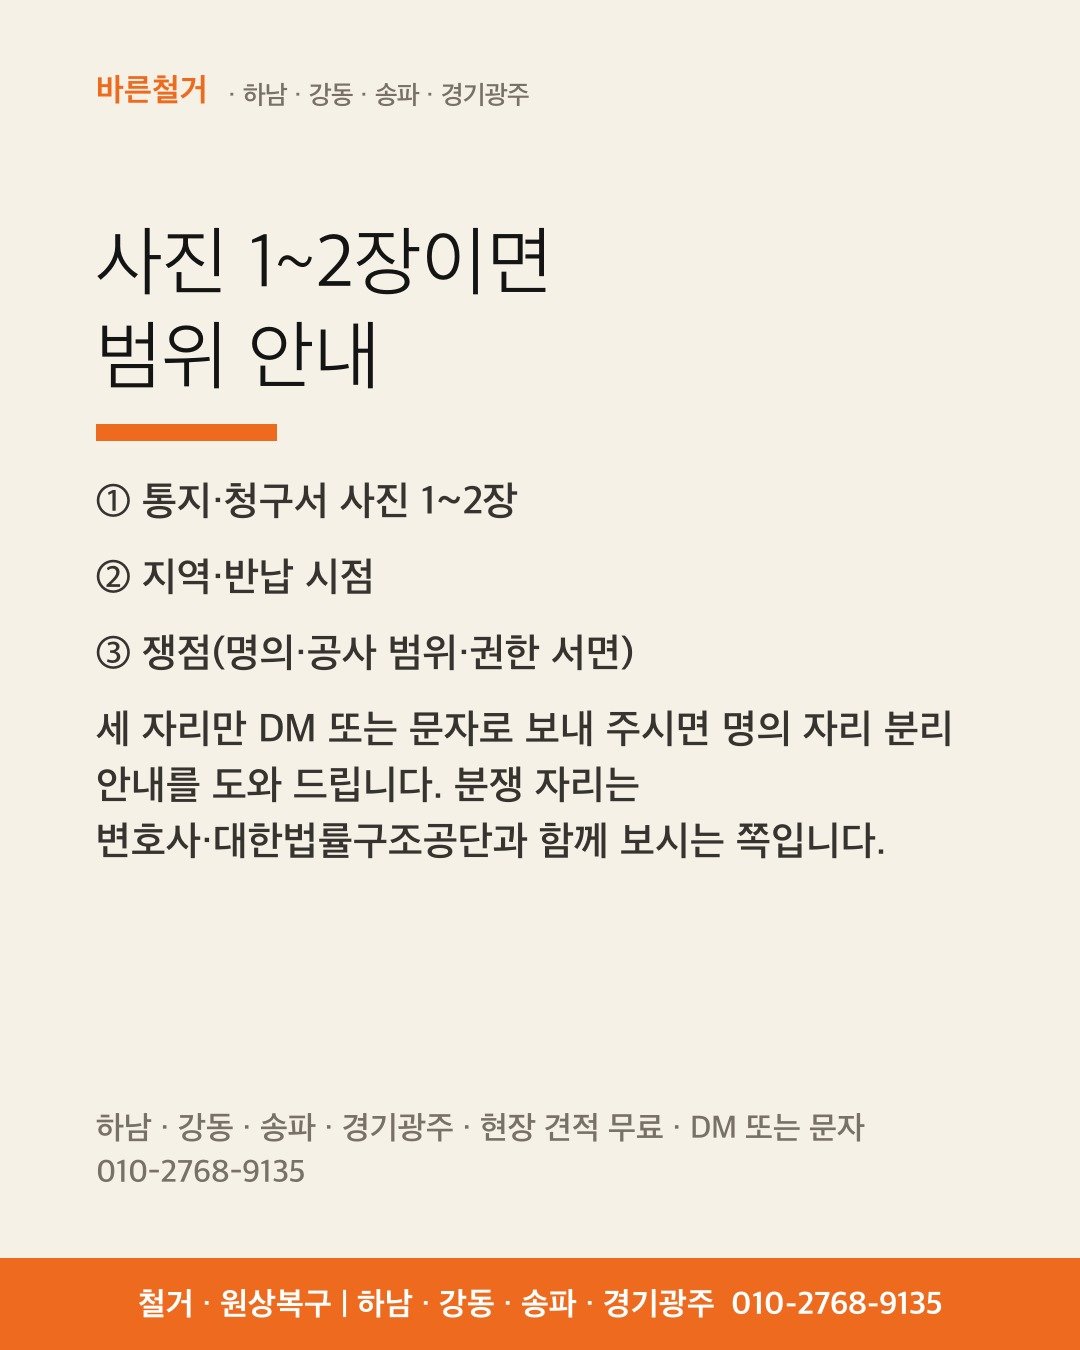 바른철거 · 하남 · 강동 · 송파 · 경기광주
사진 1~2장이면
범위 안내
① 통지·청구서 사진 1~2장
② 지역·반납 시점
③ 쟁점(명의·공사 범위·권한 서면)
세 자리만 DM 또는 문자로 보내 주시면 명의 자리 분리
안내를 도와 드립니다. 분쟁 자리는
변호사·대한법률구조공단과 함께 보시는 쪽입니다.
하남 · 강동 · 송파 · 경기광주 · 현장 견적 무료 · DM 또는 문자
010-2768-9135
철거 · 원상복구 | 하남 · 강동 · 송파 · 경기광주 010-2768-9135